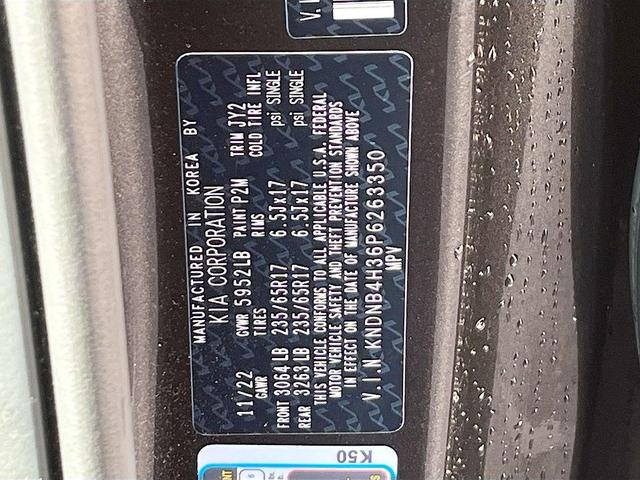 MANUFACTURED IN KOREA BY
KIA CORPORATION
11/22 GVWR 5952LB PAINT P2M TRIM JY2
GAWR TIRES RIMS COLD TIRE INFL
FRONT 3064 LB 235/65R17 6.5Jx17 psi SINGLE
REAR 3263 LB 235/65R17 6.5Jx17 psi SINGLE
THIS VEHICLE CONFORMS TO ALL APPLICABLE U.S.A. FEDERAL
MOTOR VEHICLE SAFETY AND THEFT PREVENTION STANDARDS
IN EFFECT ON THE DATE OF MANUFACTURE SHOWN ABOVE
V.I.N KNDNB4H36P6263350
MPV
K50